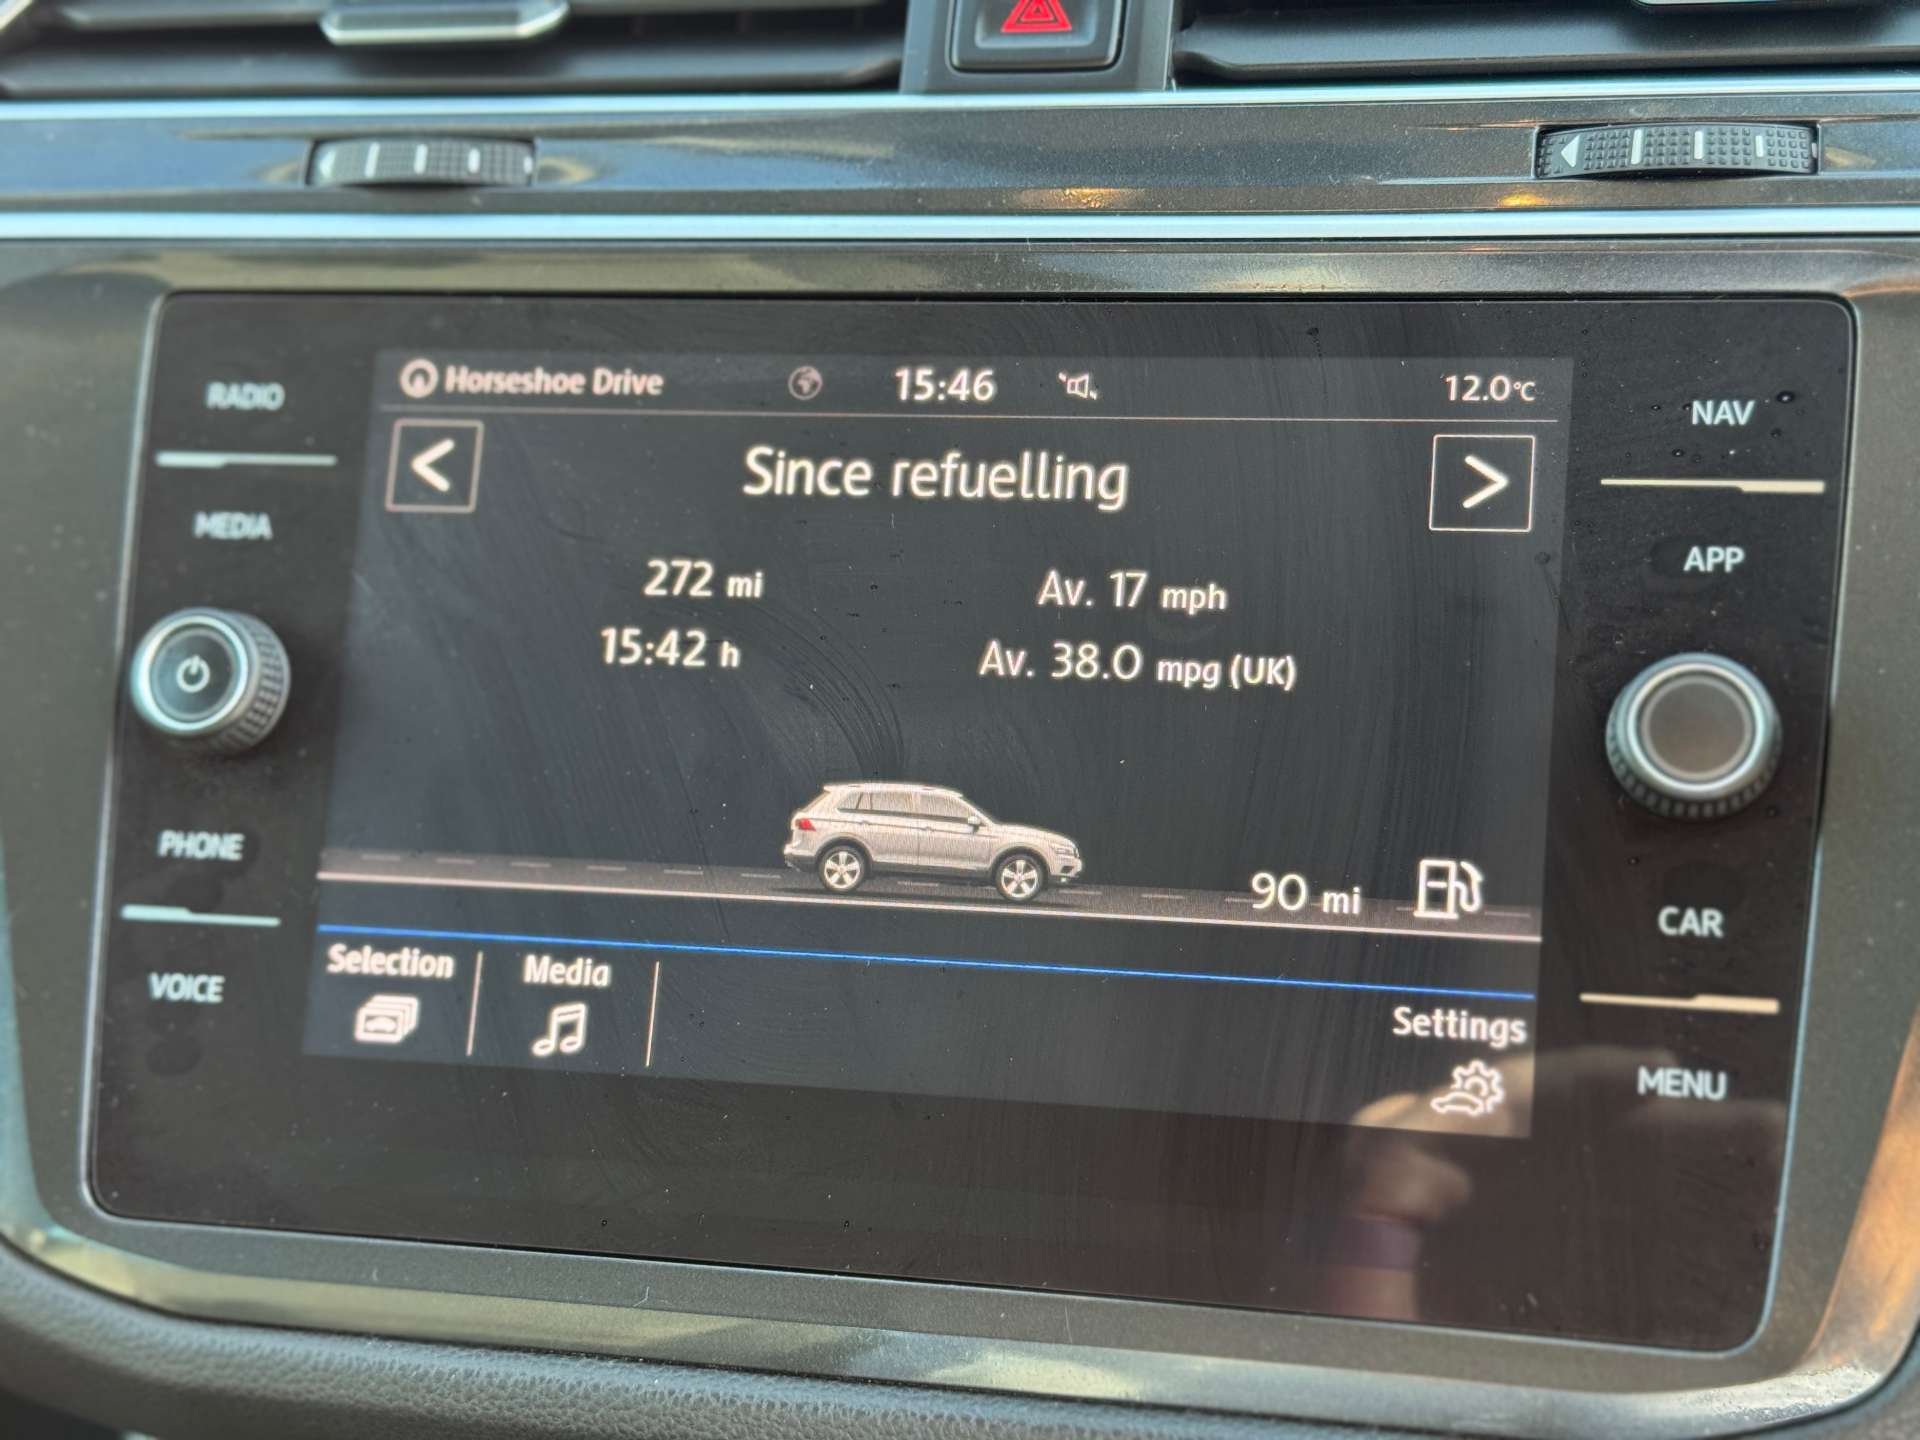 RADIO
MEDIA
PHONE
VOICE
Horseshoe Drive 15:46 12.0°C
< Since refuelling >
272 mi Av. 17 mph
15:42 h Av. 38.0 mpg (UK)
90 mi
Selection Media Settings
NAV
APP
CAR
MENU